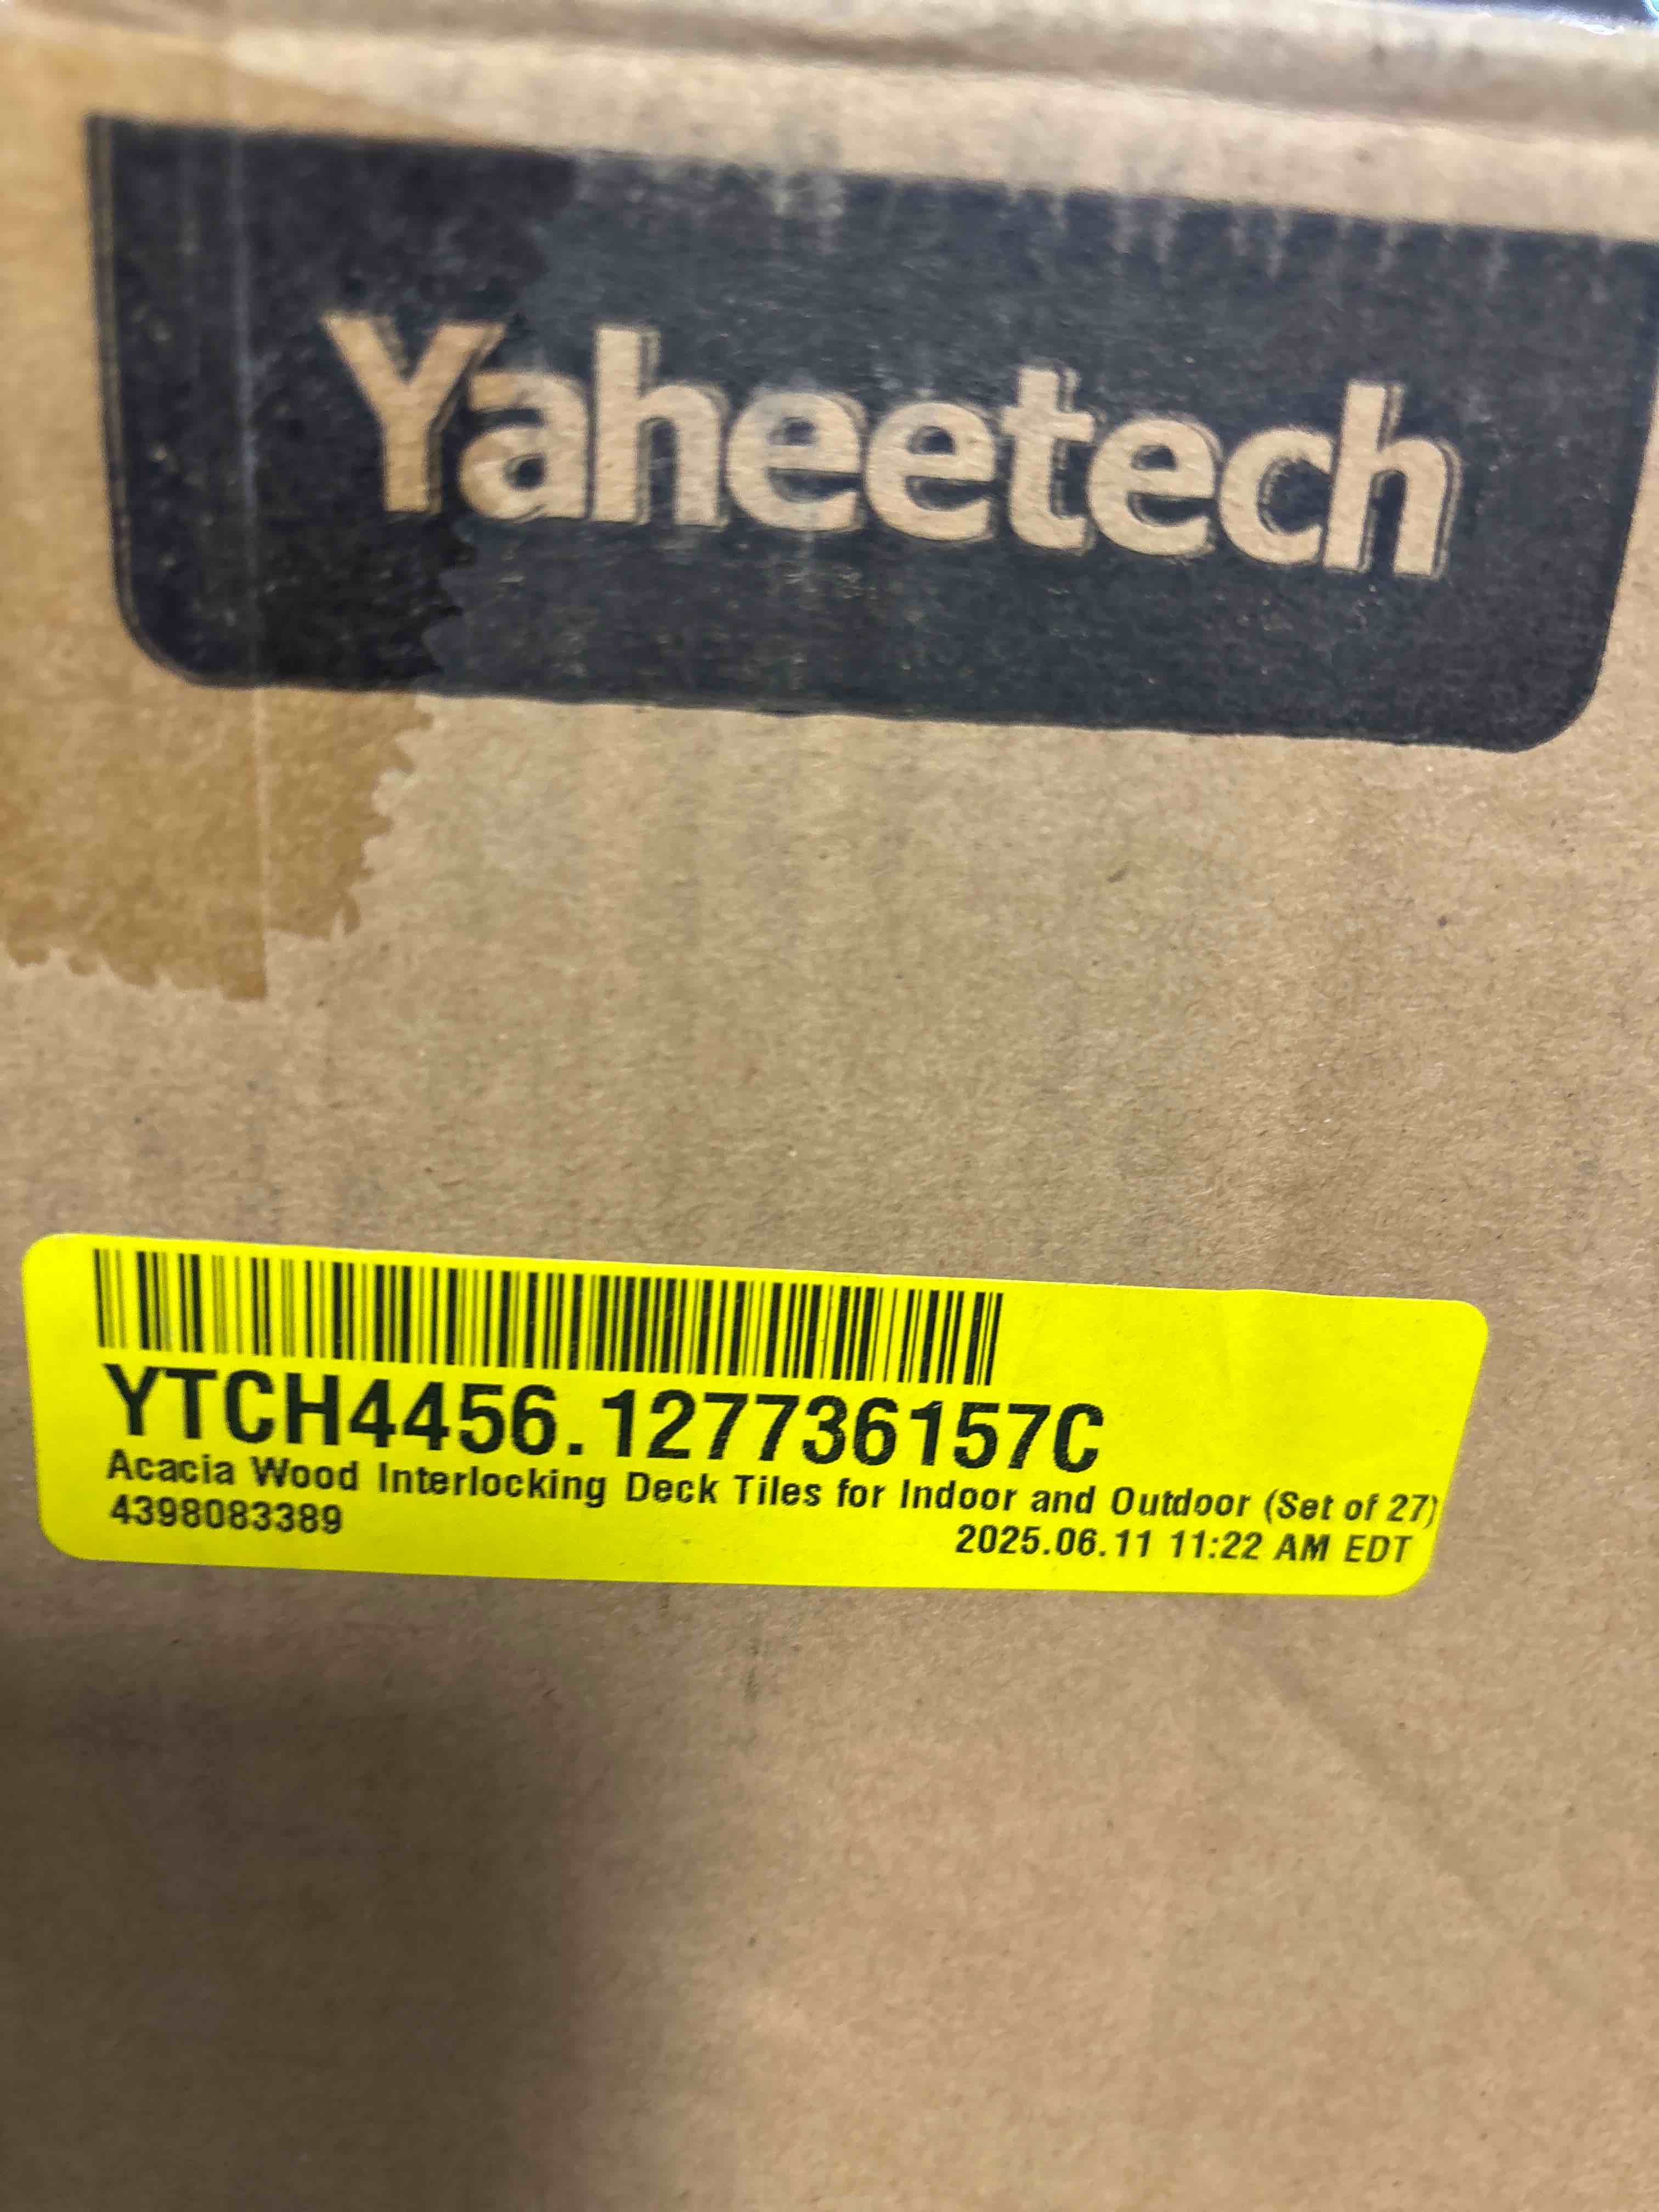 Yaheetech
YTCH4456.127736157C
Acacia Wood Interlocking Deck Tiles for Indoor and Outdoor (Set of 27)
4398083389
2025.06.11 11:22 AM EDT